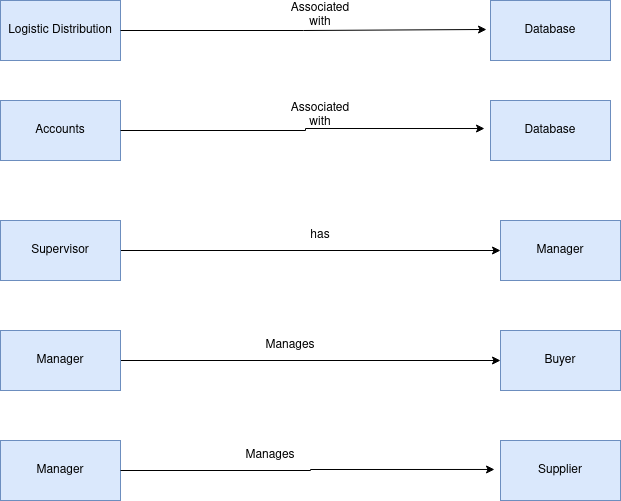 Associated
with
Logistic Distribution
Database
Associated
with
Accounts
Database
has
Supervisor
Manager
Manages
Manager
Buyer
Manages
Manager
Supplier